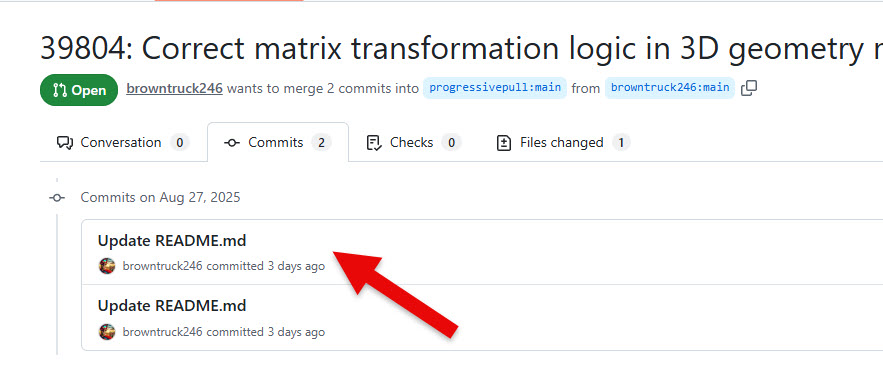 39804: Correct matrix transformation logic in 3D geometry
Open browntruck246 wants to merge 2 commits into progressivepull:main from browntruck246:main
Conversation 0 Commits 2 Checks 0 Files changed 1
Commits on Aug 27, 2025
Update README.md
browntruck246 committed 3 days ago
Update README.md
browntruck246 committed 3 days ago